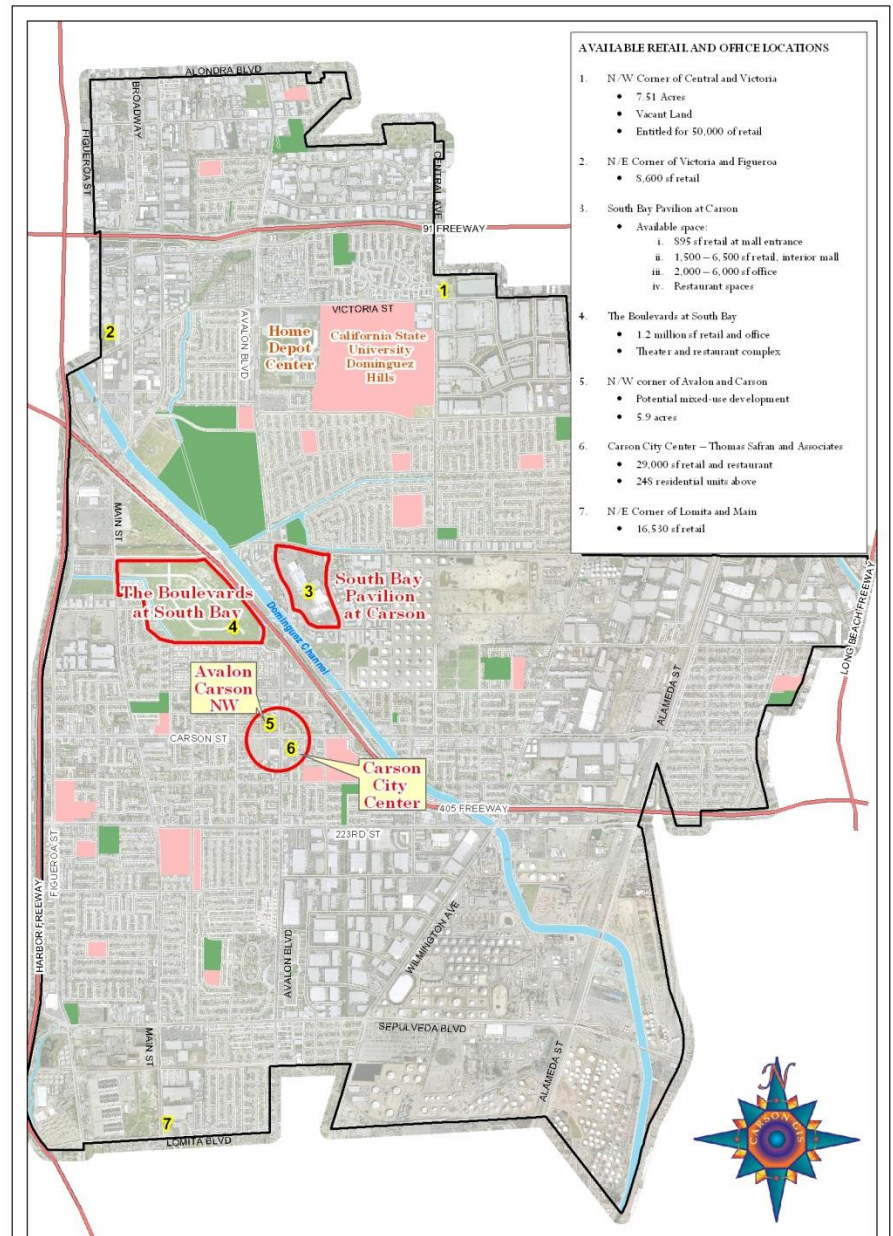 AVAILABLE RETAIL AND OFFICE LOCATIONS
1. N/W Corner of Central and Victoria
• 7.51 Acres
• Vacant Land
• Entitled for 50,000 of retail
2. N/E Corner of Victoria and Figueroa
• 8,600 sf retail
3. South Bay Pavilion at Carson
• Available space:
i. 895 sf retail at mall entrance
ii. 1,500 – 6,500 sf retail, interior mall
iii. 2,000 – 6,000 sf office
iv. Restaurant spaces
4. The Boulevards at South Bay
• 1.2 million sf retail and office
• Theater and restaurant complex
5. N/W corner of Avalon and Carson
• Potential mixed-use development
• 5.9 acres
6. Carson City Center – Thomas Safran and Associates
• 29,000 sf retail and restaurant
• 248 residential units above
7. N/E Corner of Lomita and Main
• 16,530 sf retail
ALONDRA BLVD
BROADWAY
FIGUEROA ST
CENTRAL AVE
91 FREEWAY
1
VICTORIA ST
2
AVALON BLVD
Home
Depot
Center
California State
University
Dominguez
Hills
MAIN ST
The Boulevards
at South Bay
4
3
South Bay
Pavilion
at Carson
Dominguez Channel
LONG BEACH FREEWAY
ALAMEDA ST
Avalon
Carson
NW
5
CARSON ST
6
Carson
City
Center
405 FREEWAY
223RD ST
FIGUEROA ST
HARBOR FREEWAY
AVALON BLVD
WILMINGTON AVE
SEPULVEDA BLVD
MAIN ST
ALAMEDA ST
7
LOMITA BLVD
N
CARSON GIS